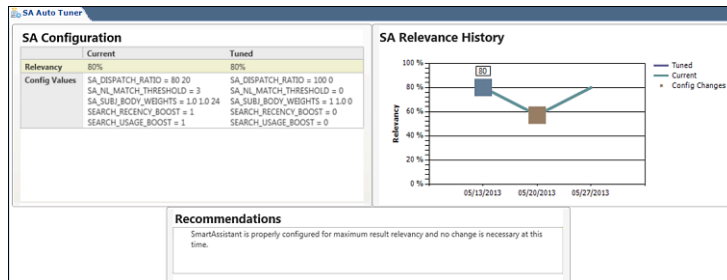 SA Auto Tuner
SA Configuration
Current Tuned
Relevancy 80% 80%
Config Values SA_DISPATCH_RATIO = 80 20 SA_DISPATCH_RATIO = 100 0
SA_NL_MATCH_THRESHOLD = 3 SA_NL_MATCH_THRESHOLD = 0
SA_SUBJ_BODY_WEIGHTS = 1.0 1.0 24 SA_SUBJ_BODY_WEIGHTS = 1 1.0 0
SEARCH_RECENCY_BOOST = 1 SEARCH_RECENCY_BOOST = 0
SEARCH_USAGE_BOOST = 1 SEARCH_USAGE_BOOST = 0
SA Relevance History
100 %
80 %
60 %
40 %
20 %
0 %
Relevancy
80
05/13/2013 05/20/2013 05/27/2013
Tuned
Current
Config Changes
Recommendations
SmartAssistant is properly configured for maximum result relevancy and no change is necessary at this
time.